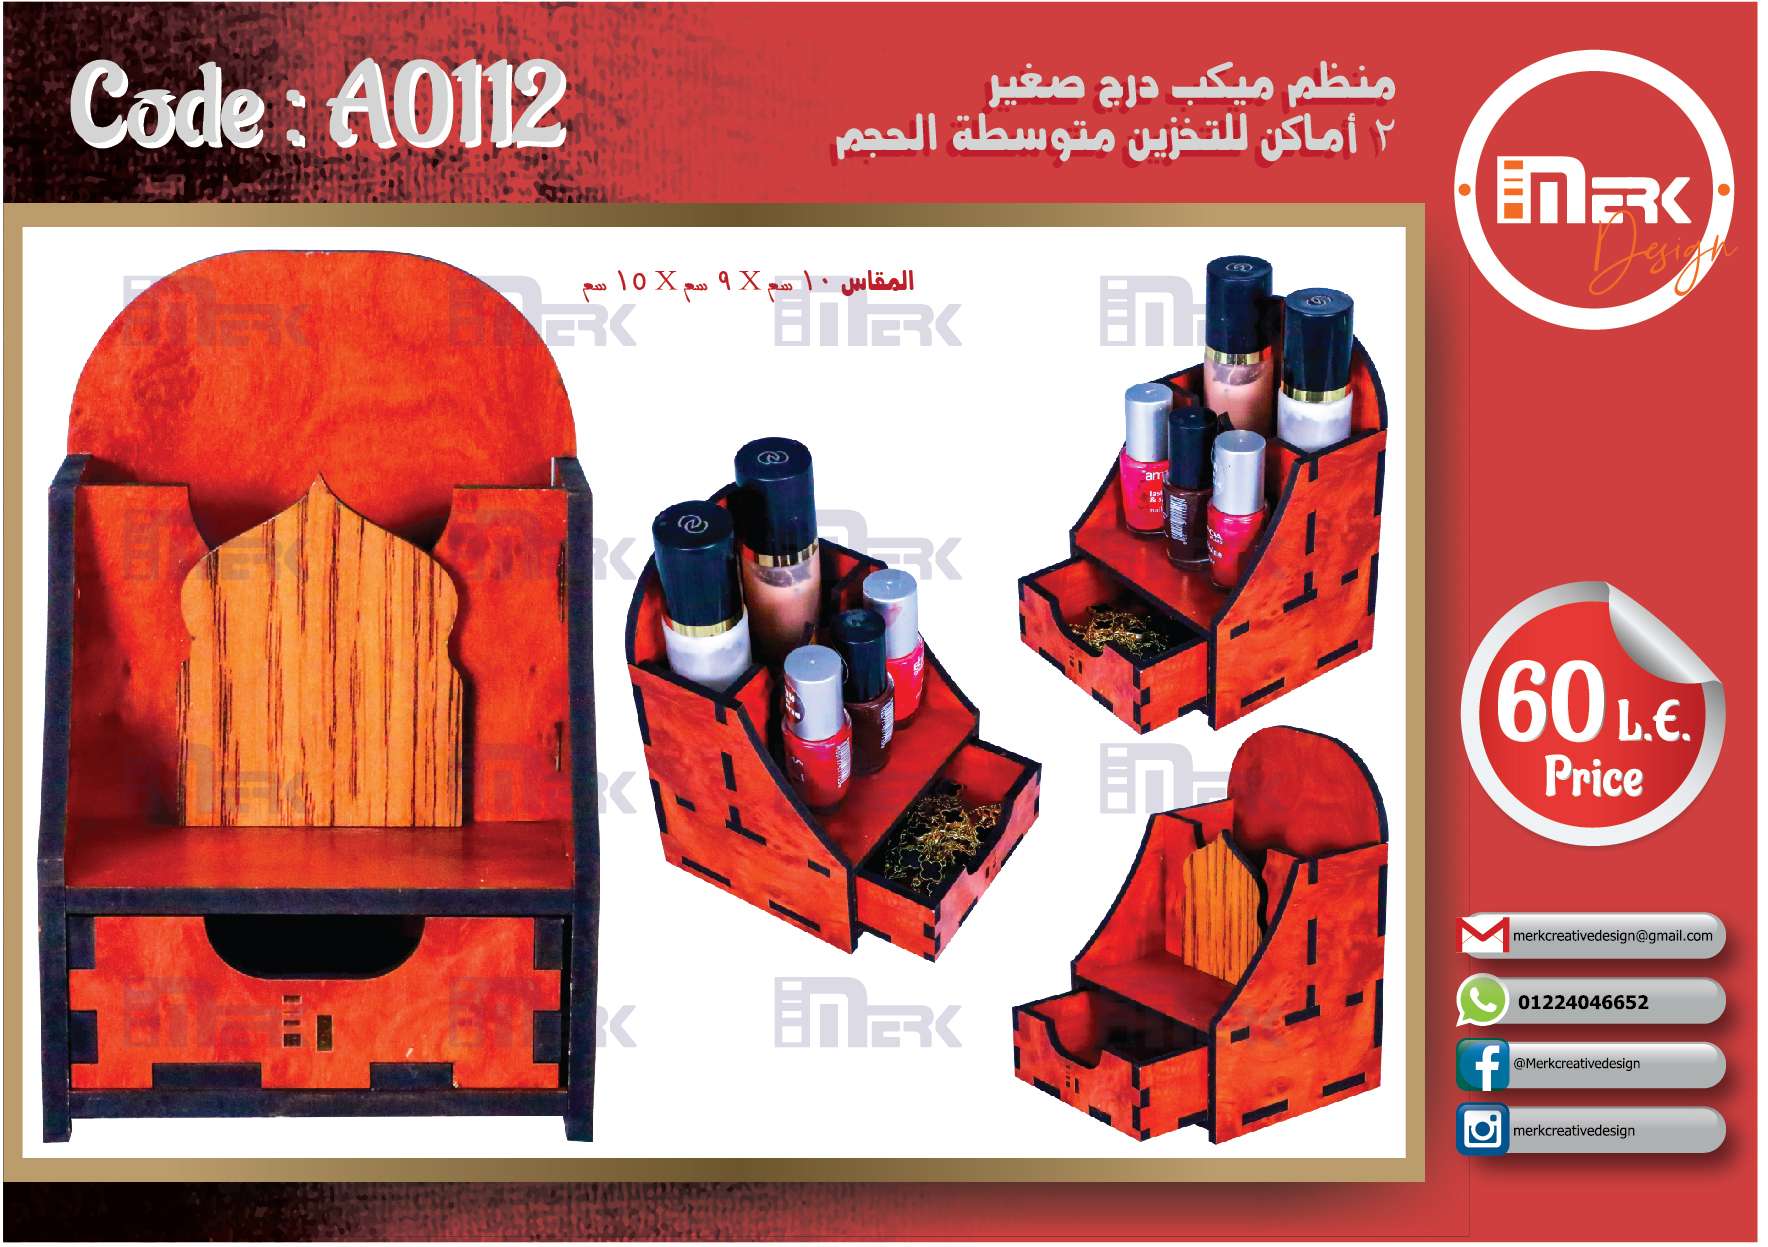 Code : A0112
منظم ميكب درج صغير
٢ أماكن للتخزين متوسطة الحجم
MERK
Design
المقاس ١٠ سم X ٩ سم X ١٥ سم
60 L.E.
Price
merkcreativedesign@gmail.com
01224046652
@Merkcreativedesign
merkcreativedesign